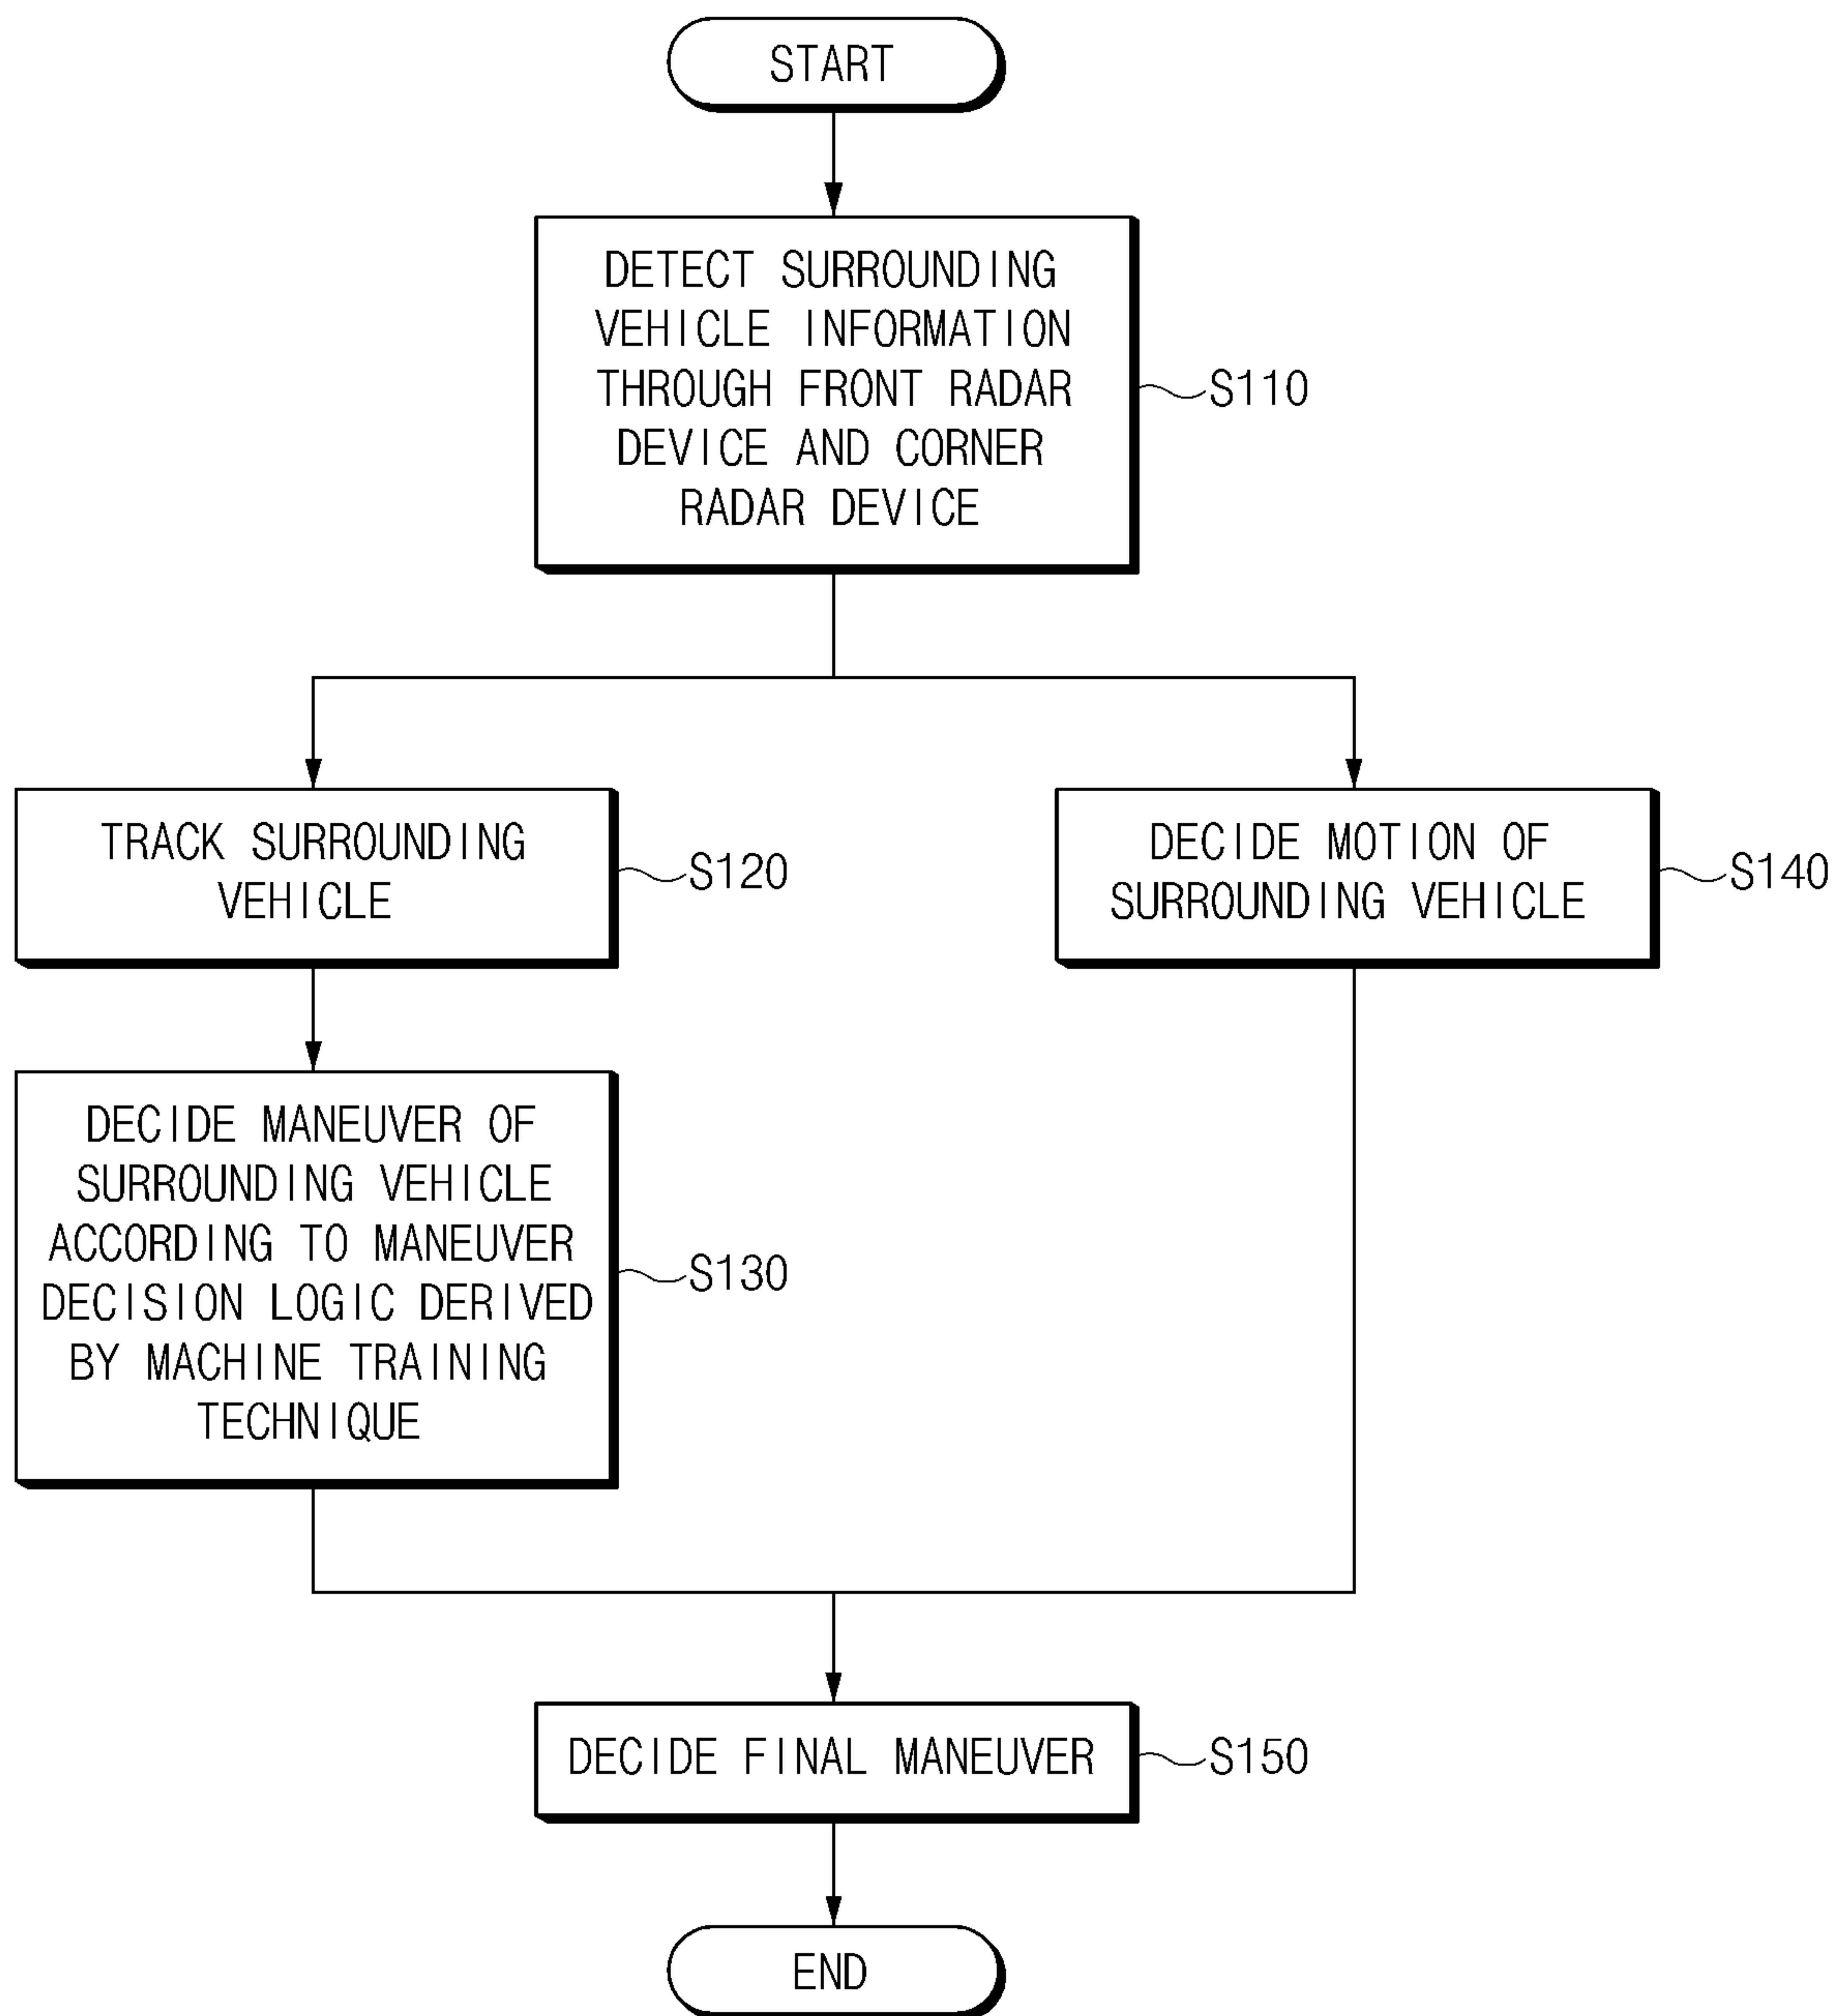 START
DETECT SURROUNDING
VEHICLE INFORMATION
THROUGH FRONT RADAR
DEVICE AND CORNER
RADAR DEVICE
S110
TRACK SURROUNDING
VEHICLE
S120
DECIDE MOTION OF
SURROUNDING VEHICLE
S140
DECIDE MANEUVER OF
SURROUNDING VEHICLE
ACCORDING TO MANEUVER
DECISION LOGIC DERIVED
BY MACHINE TRAINING
TECHNIQUE
S130
DECIDE FINAL MANEUVER
S150
END